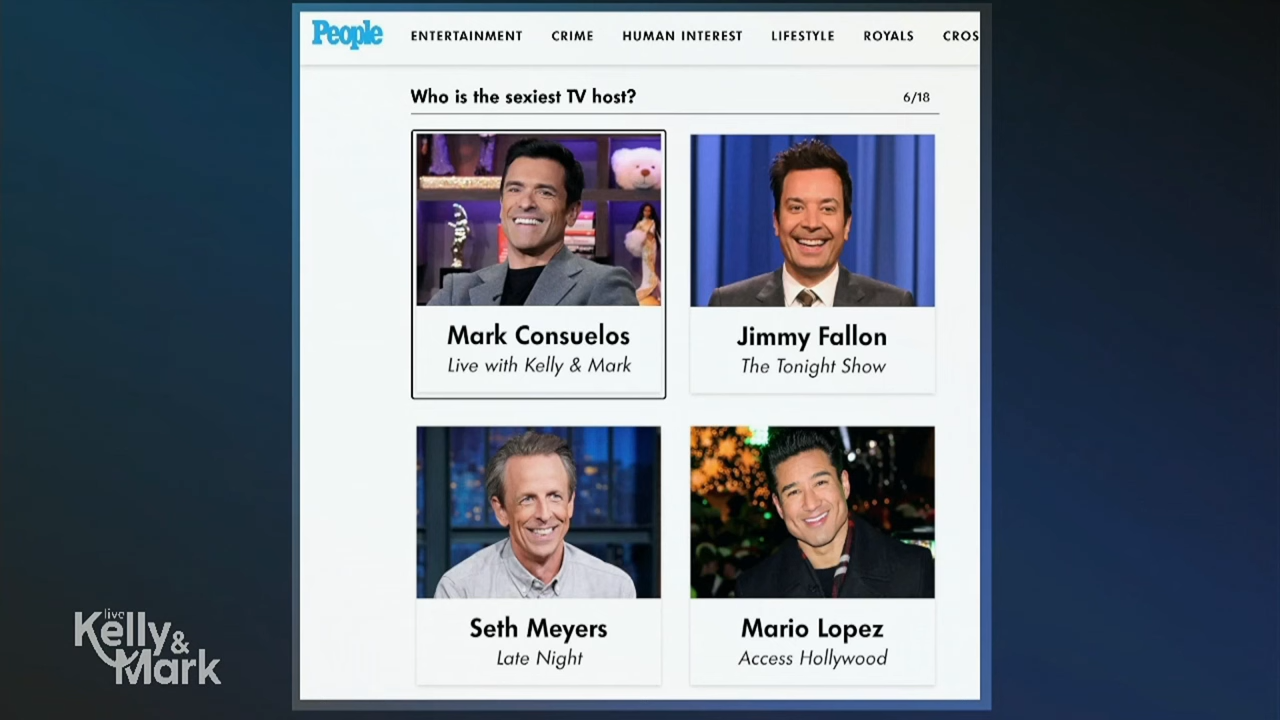 People
ENTERTAINMENT CRIME HUMAN INTEREST LIFESTYLE ROYALS CROS
Who is the sexiest TV host? 6/18
Mark Consuelos
Live with Kelly & Mark
Jimmy Fallon
The Tonight Show
Seth Meyers
Late Night
Mario Lopez
Access Hollywood
live
Kelly &
Mark